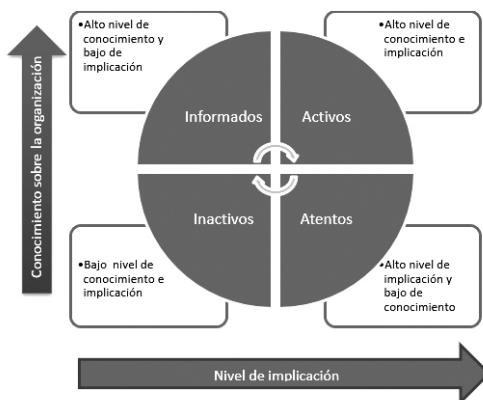 •Alto nivel de
conocimiento y
bajo de
implicación
•Alto nivel de
conocimiento e
implicación
Conocimiento sobre la organización
Informados
Activos
Inactivos
Atentos
•Bajo nivel de
conocimiento e
implicación
•Alto nivel de
implicación y
bajo de
conocimiento
Nivel de implicación